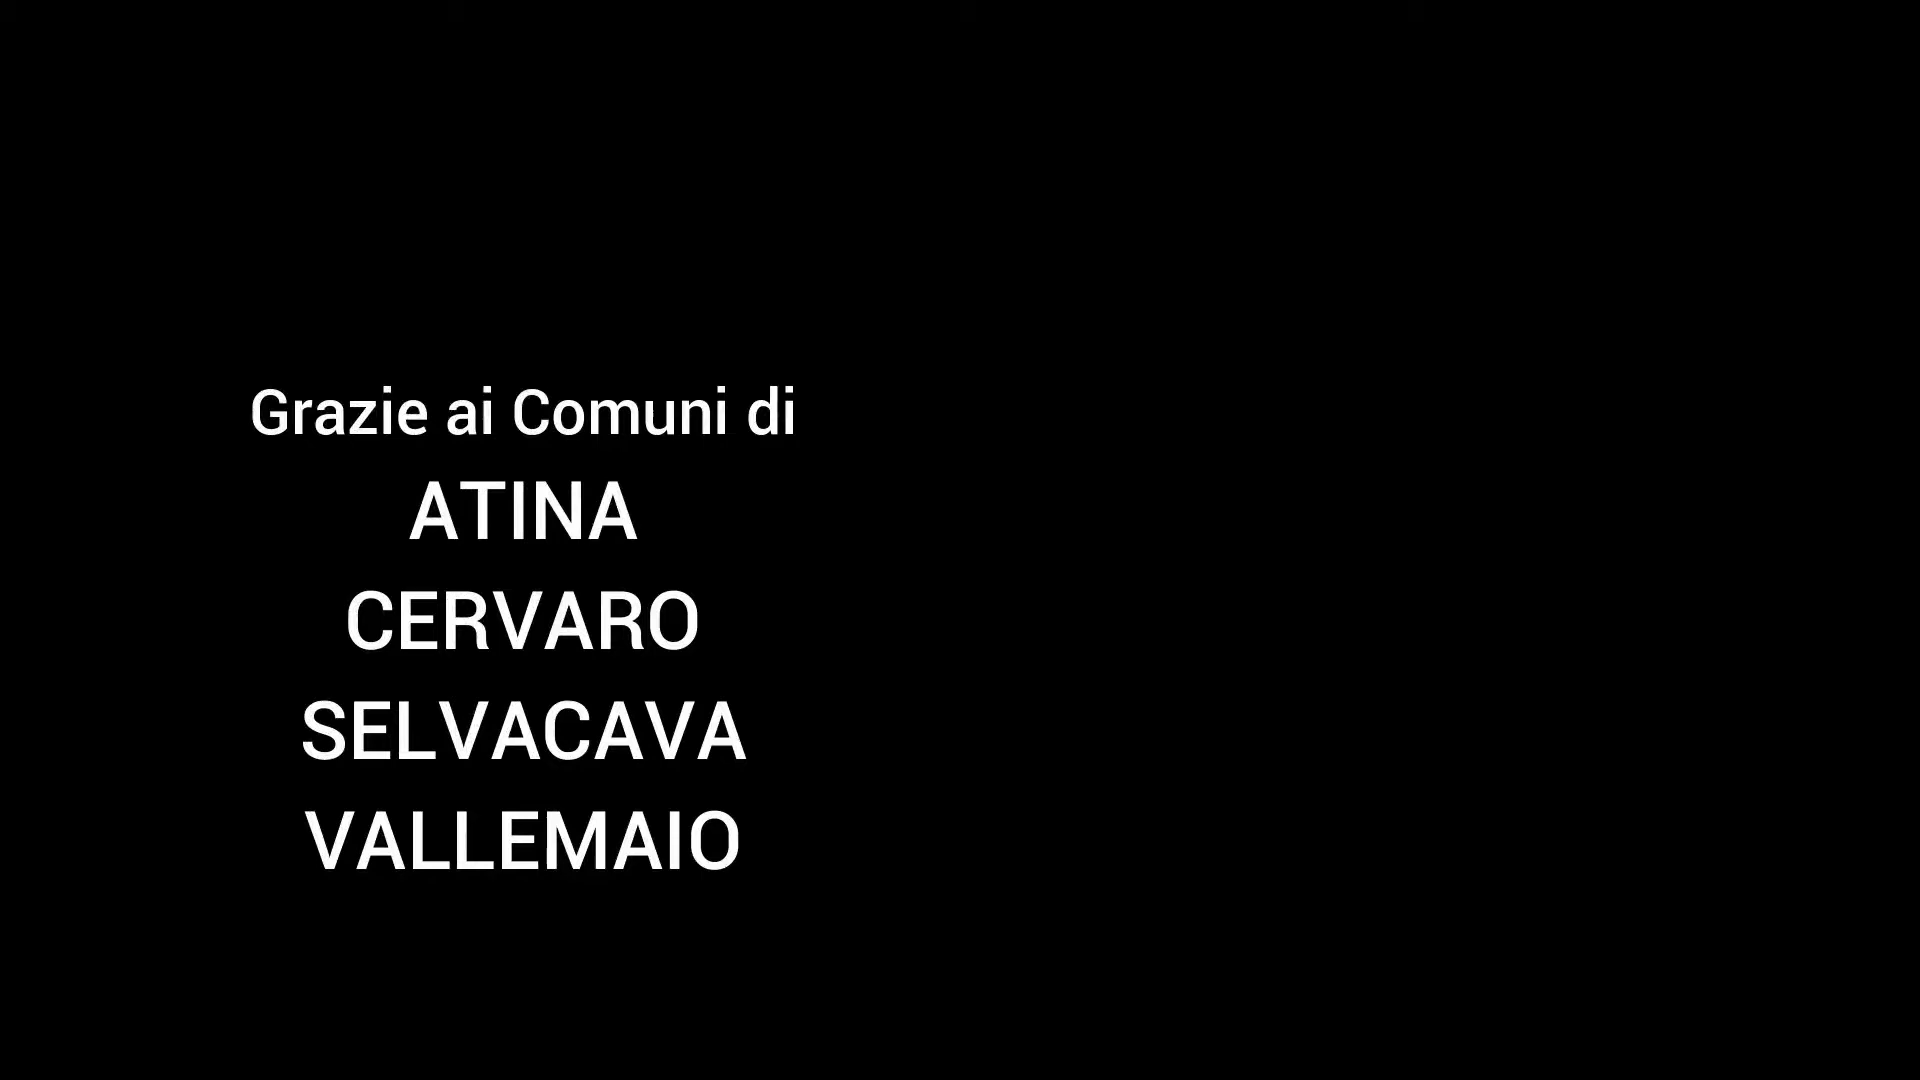 Grazie ai Comuni di
ATINA
CERVARO
SELVACAVA
VALLEMAIO